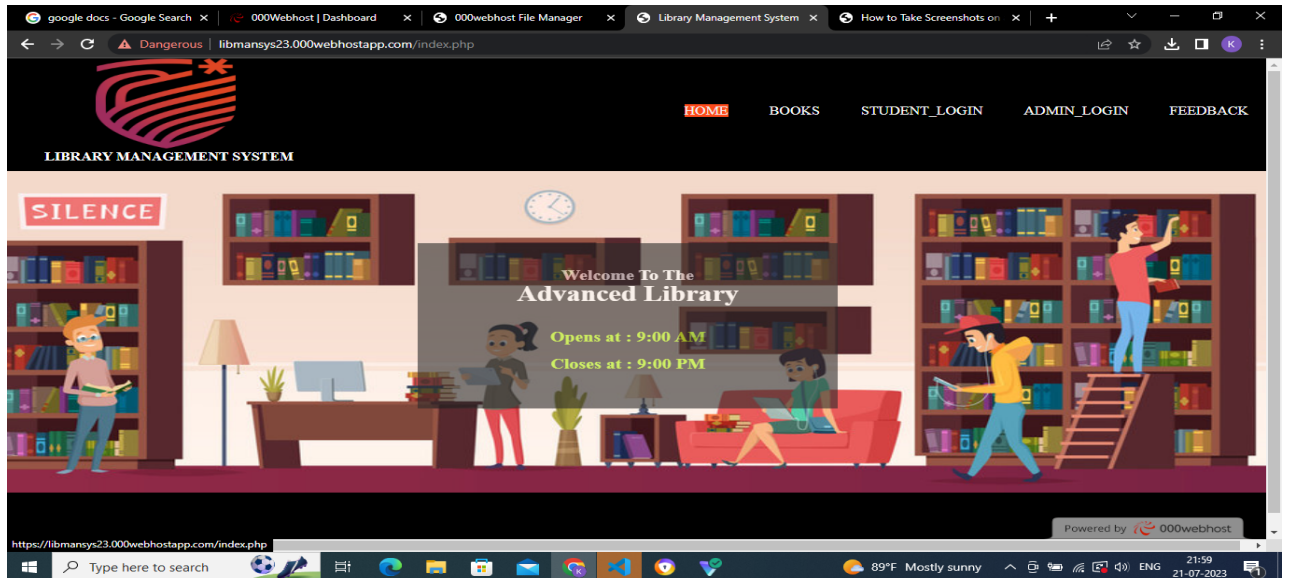 google docs - Google Search
000Webhost | Dashboard
000webhost File Manager
Library Management System
How to Take Screenshots on
Dangerous | libmansys23.000webhostapp.com/index.php
K
LIBRARY MANAGEMENT SYSTEM
HOME
BOOKS
STUDENT_LOGIN
ADMIN_LOGIN
FEEDBACK
SILENCE
Welcome To The
Advanced Library
Opens at : 9:00 AM
Closes at : 9:00 PM
Powered by 000webhost
https://libmansys23.000webhostapp.com/index.php
Type here to search
89°F Mostly sunny
ENG
21:59
21-07-2023
1